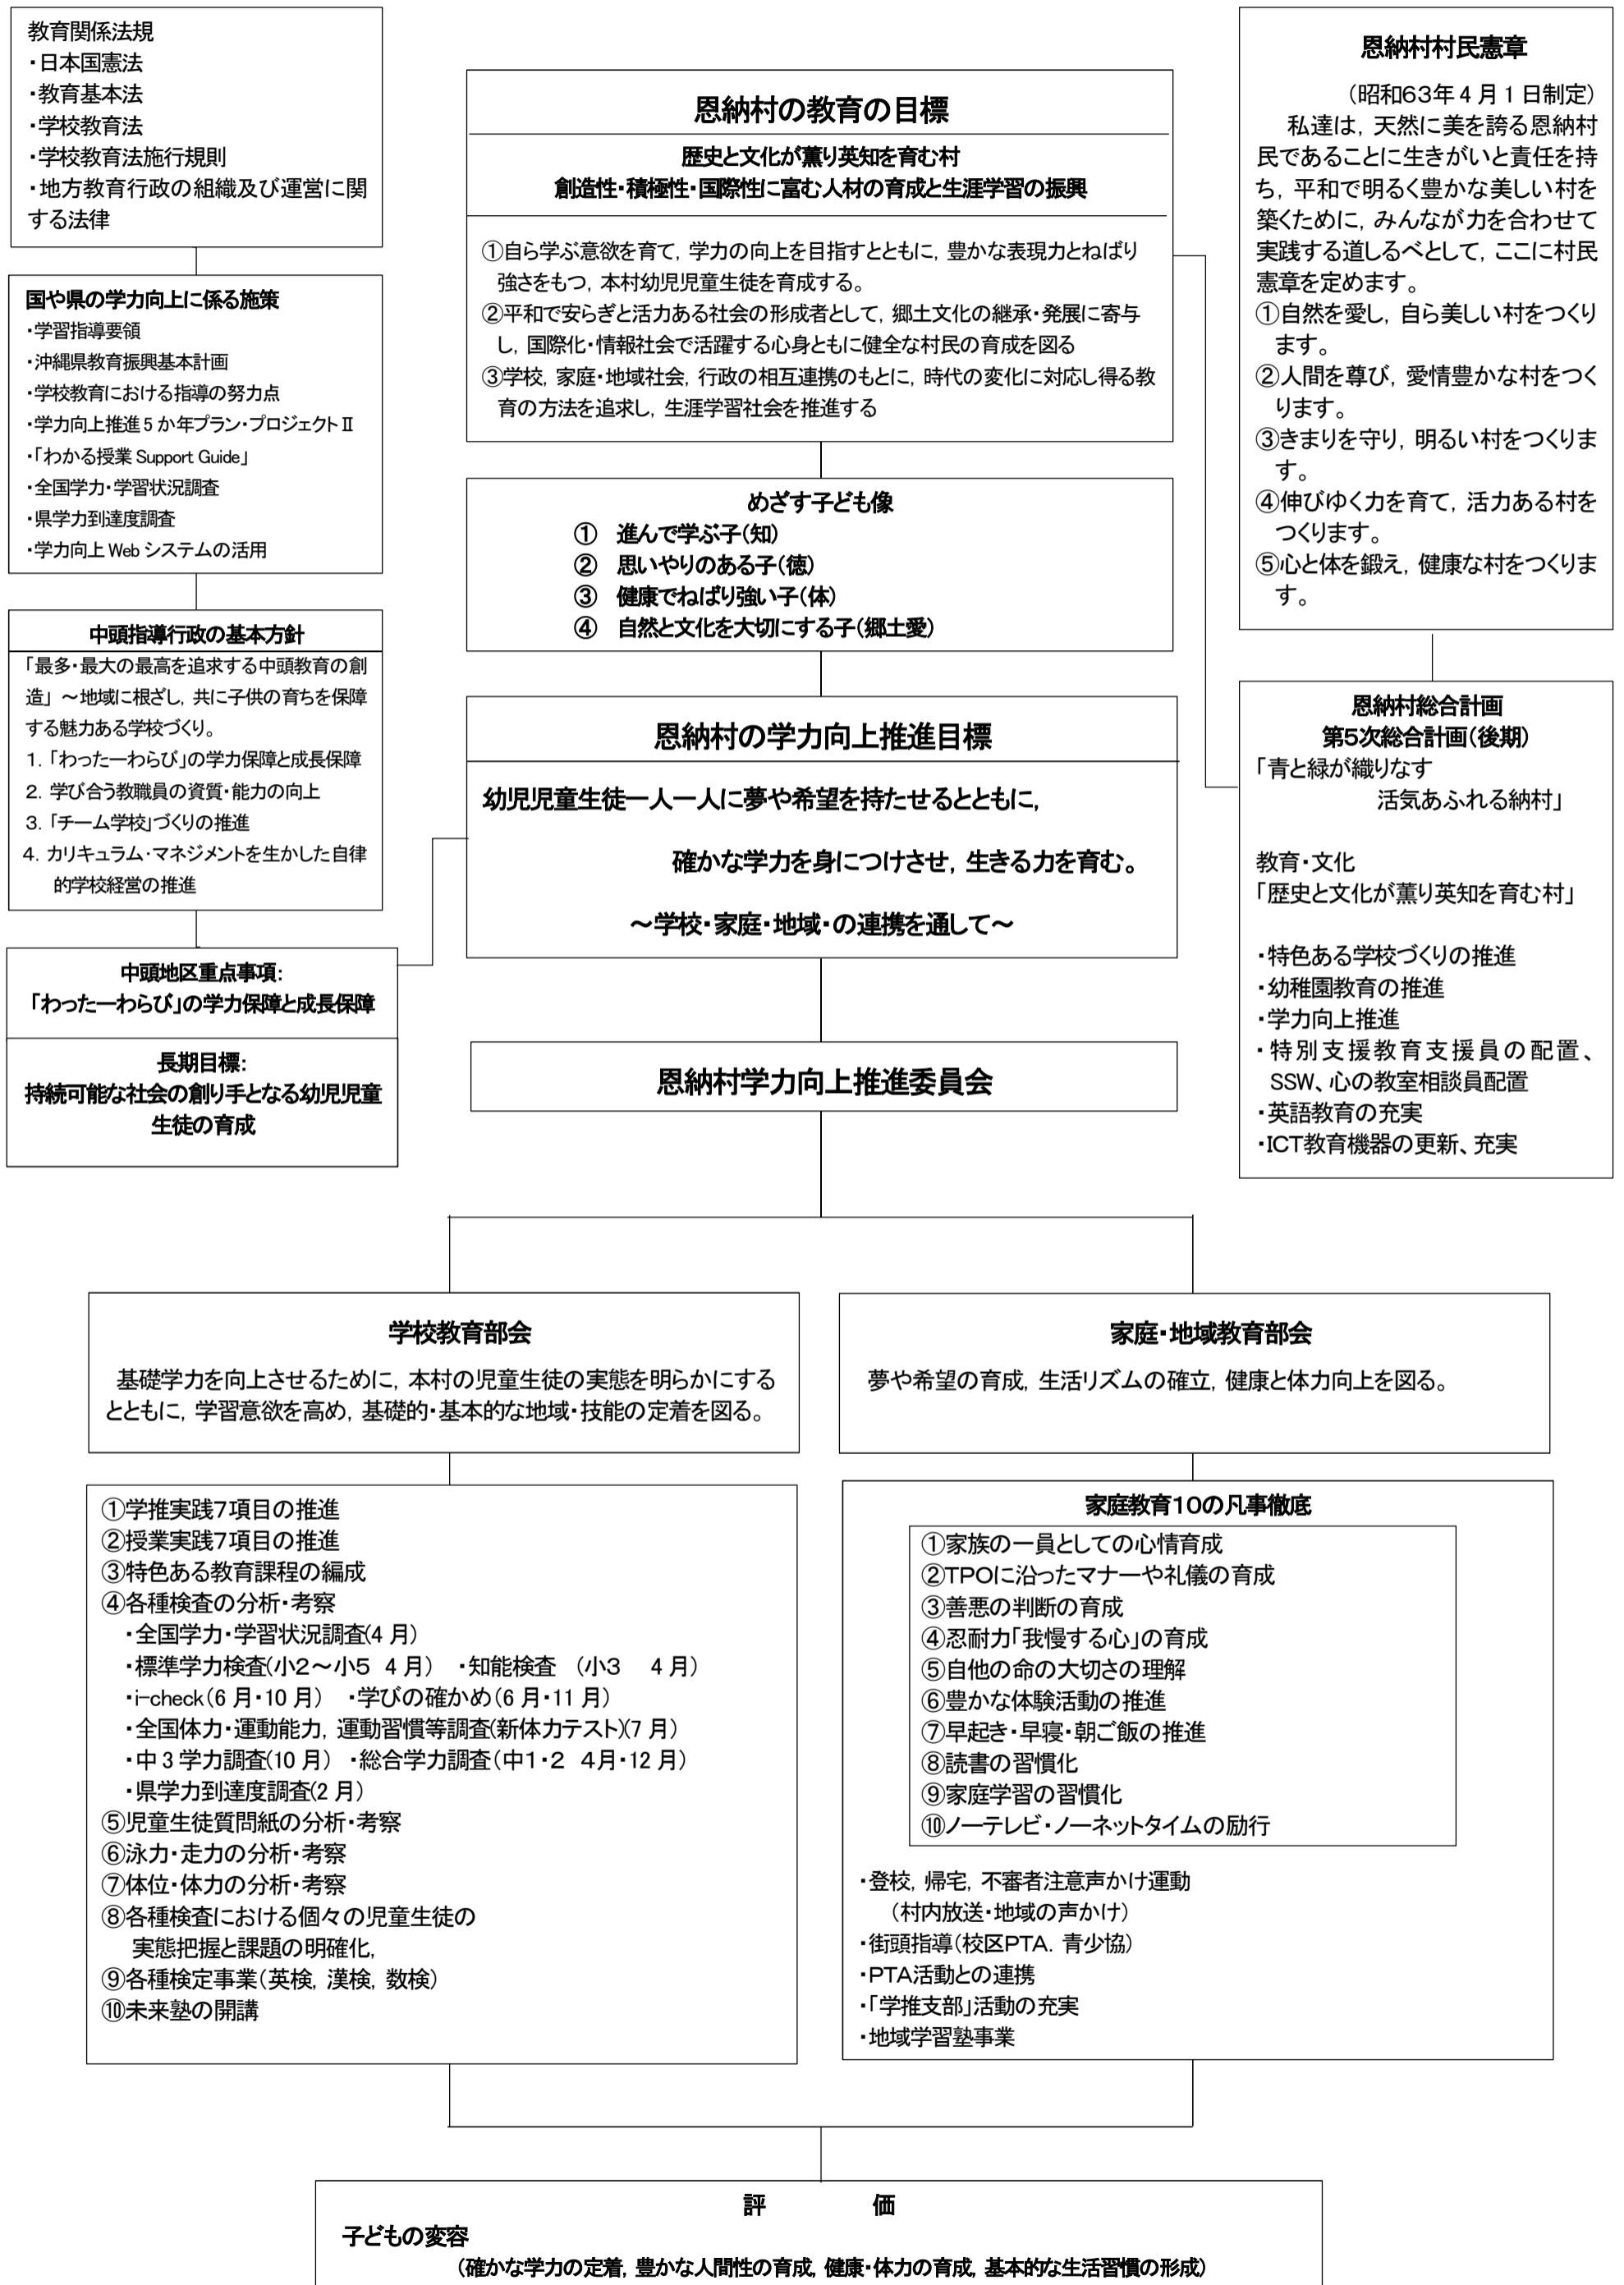 教育関係法規
・日本国憲法
・教育基本法
・学校教育法
・学校教育法施行規則
・地方教育行政の組織及び運営に関
する法律
国や県の学力向上に係る施策
・学習指導要領
・沖縄県教育振興基本計画
・学校教育における指導の努力点
・学力向上推進5か年プラン・プロジェクトⅡ
・「わかる授業 Support Guide」
・全国学力・学習状況調査
・県学力到達度調査
・学力向上 Web システムの活用
中頭指導行政の基本方針
「最多・最大の最高を追求する中頭教育の創
造」～地域に根ざし，共に子供の育ちを保障
する魅力ある学校づくり。
1．「わったーわらび」の学力保障と成長保障
2．学び合う教職員の資質・能力の向上
3．「チーム学校」づくりの推進
4．カリキュラム・マネジメントを生かした自律
的学校経営の推進
中頭地区重点事項：
「わったーわらび」の学力保障と成長保障
長期目標：
持続可能な社会の創り手となる幼児児童
生徒の育成
恩納村の教育の目標
歴史と文化が薫り英知を育む村
創造性・積極性・国際性に富む人材の育成と生涯学習の振興
①自ら学ぶ意欲を育て，学力の向上を目指すとともに，豊かな表現力とねばり
強さをもつ，本村幼児児童生徒を育成する。
②平和で安らぎと活力ある社会の形成者として，郷土文化の継承・発展に寄与
し，国際化・情報社会で活躍する心身ともに健全な村民の育成を図る
③学校，家庭・地域社会，行政の相互連携のもとに，時代の変化に対応し得る教
育の方法を追求し，生涯学習社会を推進する
めざす子ども像
① 進んで学ぶ子（知）
② 思いやりのある子（徳）
③ 健康でねばり強い子（体）
④ 自然と文化を大切にする子（郷土愛）
恩納村の学力向上推進目標
幼児児童生徒一人一人に夢や希望を持たせるとともに，
確かな学力を身につけさせ，生きる力を育む。
～学校・家庭・地域・の連携を通して～
恩納村学力向上推進委員会
恩納村村民憲章
（昭和63年4月1日制定）
私達は，天然に美を誇る恩納村
民であることに生きがいと責任を持
ち，平和で明るく豊かな美しい村を
築くために，みんなが力を合わせて
実践する道しるべとして，ここに村民
憲章を定めます。
①自然を愛し，自ら美しい村をつくり
ます。
②人間を尊び，愛情豊かな村をつく
ります。
③きまりを守り，明るい村をつくりま
す。
④伸びゆく力を育て，活力ある村を
つくります。
⑤心と体を鍛え，健康な村をつくりま
す。
恩納村総合計画
第5次総合計画（後期）
「青と緑が織りなす
活気あふれる納村」
教育・文化
「歴史と文化が薫り英知を育む村」
・特色ある学校づくりの推進
・幼稚園教育の推進
・学力向上推進
・特別支援教育支援員の配置、
SSW、心の教室相談員配置
・英語教育の充実
・ICT教育機器の更新、充実
学校教育部会
基礎学力を向上させるために，本村の児童生徒の実態を明らかにする
とともに，学習意欲を高め，基礎的・基本的な地域・技能の定着を図る。
①学推実践7項目の推進
②授業実践7項目の推進
③特色ある教育課程の編成
④各種検査の分析・考察
・全国学力・学習状況調査(4月）
・標準学力検査(小2～小5 4月） ・知能検査 （小3 4月）
・i-check（6月・10月） ・学びの確かめ（6月・11月）
・全国体力・運動能力，運動習慣等調査(新体力テスト)(7月）
・中3学力調査(10月） ・総合学力調査（中1・2 4月・12月）
・県学力到達度調査(2月）
⑤児童生徒質問紙の分析・考察
⑥泳力・走力の分析・考察
⑦体位・体力の分析・考察
⑧各種検査における個々の児童生徒の
実態把握と課題の明確化，
⑨各種検定事業（英検，漢検，数検）
⑩未来塾の開講
家庭・地域教育部会
夢や希望の育成，生活リズムの確立，健康と体力向上を図る。
家庭教育10の凡事徹底
①家族の一員としての心情育成
②TPOに沿ったマナーや礼儀の育成
③善悪の判断の育成
④忍耐力「我慢する心」の育成
⑤自他の命の大切さの理解
⑥豊かな体験活動の推進
⑦早起き・早寝・朝ご飯の推進
⑧読書の習慣化
⑨家庭学習の習慣化
⑩ノーテレビ・ノーネットタイムの励行
・登校，帰宅，不審者注意声かけ運動
（村内放送・地域の声かけ）
・街頭指導（校区PTA．青少協）
・PTA活動との連携
・「学推支部」活動の充実
・地域学習塾事業
評 価
子どもの変容
（確かな学力の定着，豊かな人間性の育成，健康・体力の育成，基本的な生活習慣の形成）